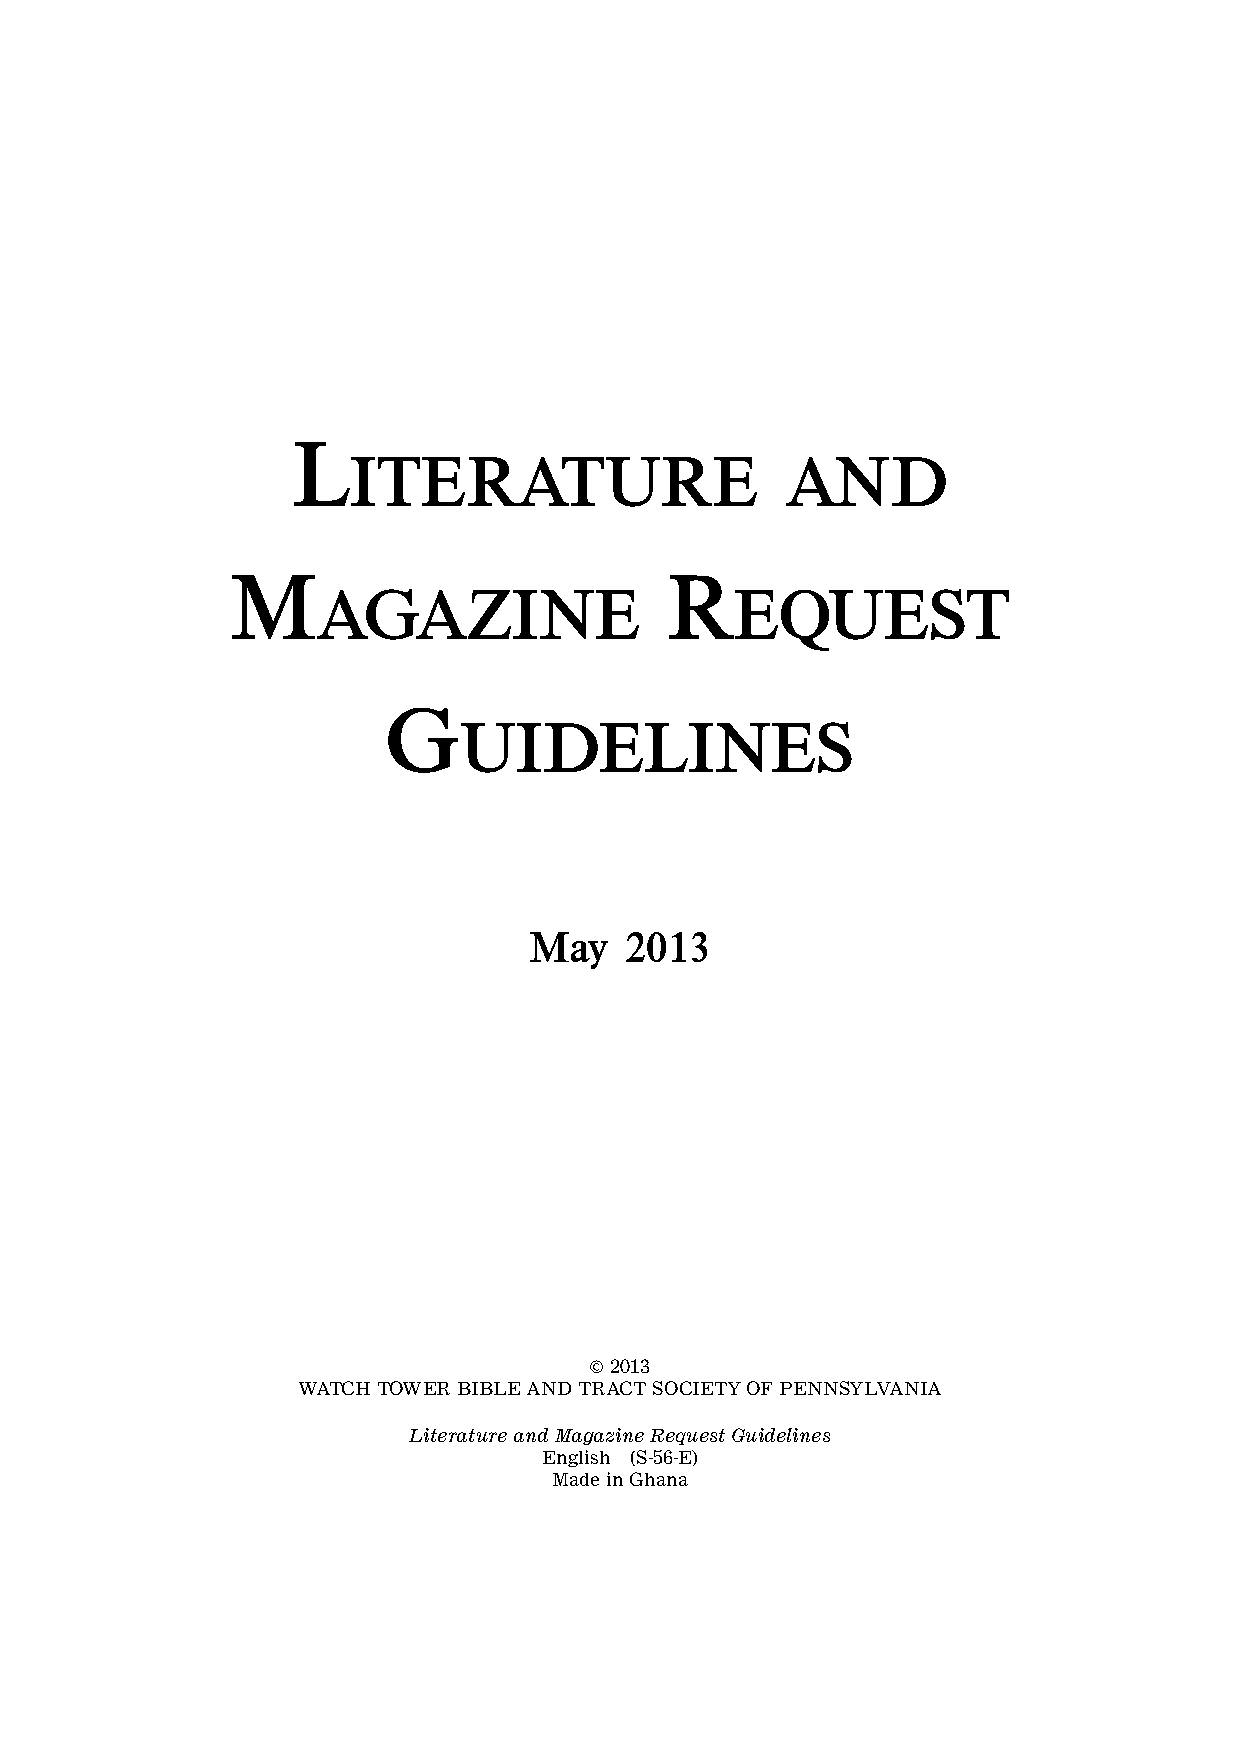 LITERATURE AND
MAGAZINE REQUEST
GUIDELINES
May 2013
© 2013
WATCH TOWER BIBLE AND TRACT SOCIETY OF PENNSYLVANIA
Literature and Magazine Request Guidelines
English (S-56-E)
Made in Ghana